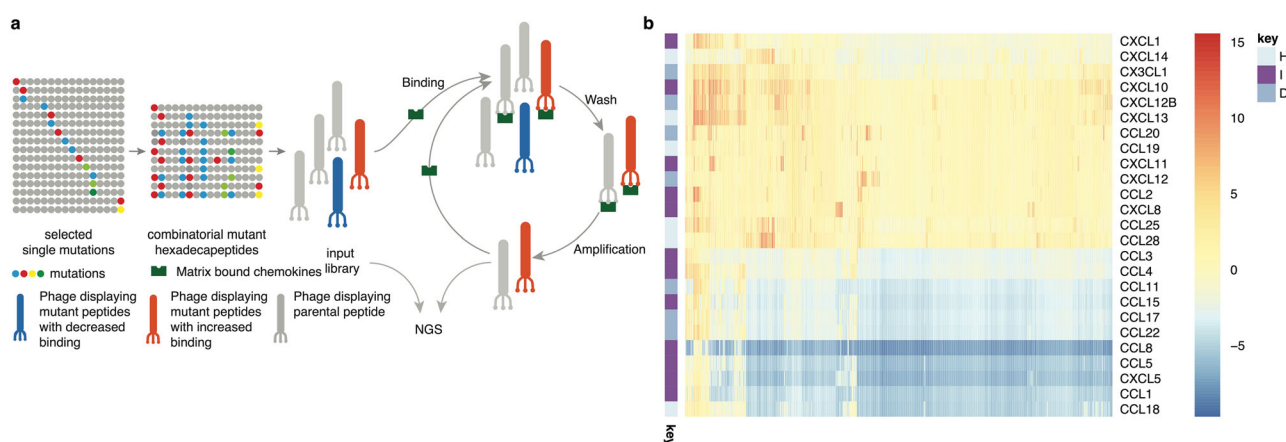 a
selected
single mutations
combinatorial mutant
hexadecapeptides
input
library
Binding
Wash
Amplification
NGS
mutations
Matrix bound chemokines
Phage displaying
mutant peptides
with decreased
binding
Phage displaying
mutant peptides
with increased
binding
Phage displaying
parental peptide
b
CXCL1
CXCL14
CX3CL1
CXCL10
CXCL12B
CXCL13
CCL20
CCL19
CXCL11
CXCL12
CCL2
CXCL8
CCL25
CCL28
CCL3
CCL4
CCL11
CCL15
CCL17
CCL22
CCL8
CCL5
CXCL5
CCL1
CCL18
key
15
10
5
0
−5
key
H
I
D